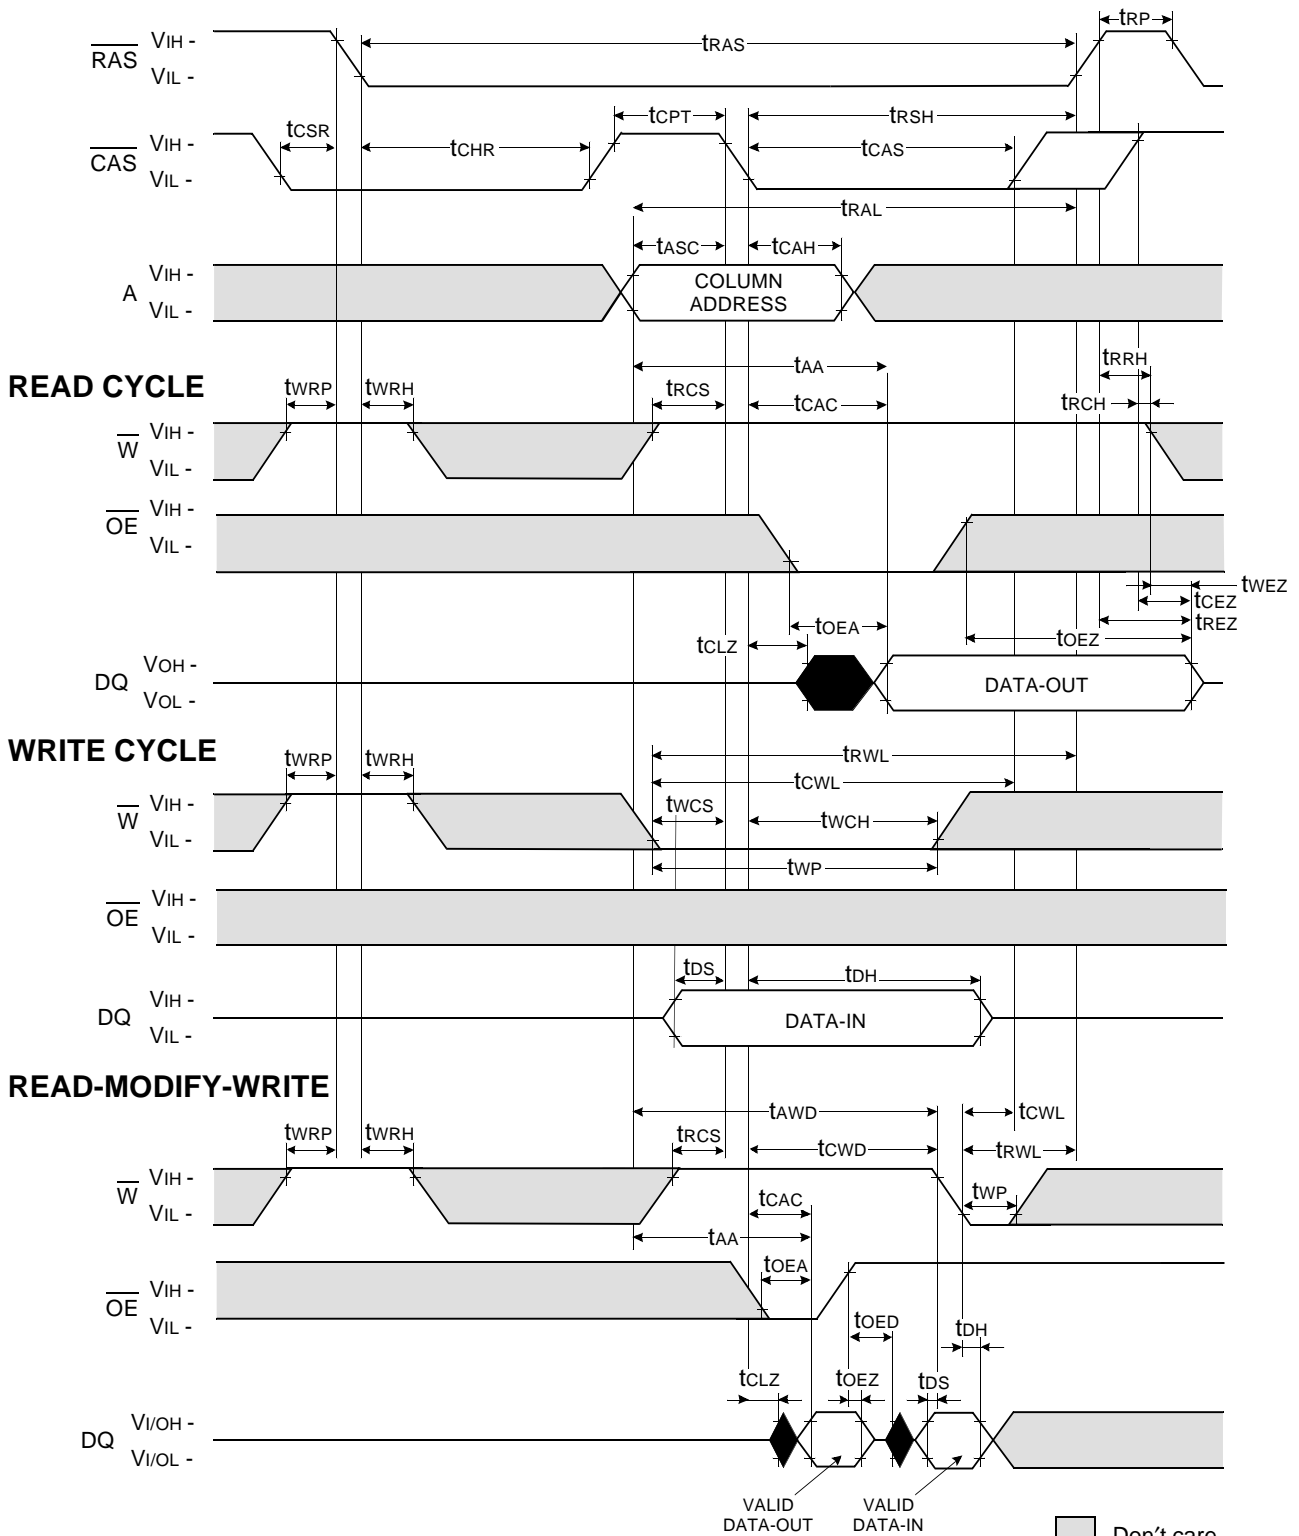 tRP
RAS VIH -
tRAS
VIL -
tCPT tRSH
tCSR
CAS VIH -
tCHR tCAS
VIL -
tRAL
tASC tCAH
A VIH -
COLUMN
ADDRESS
VIL -
tAA tRRH
READ CYCLE
tWRP tWRH tRCS tCAC tRCH
W VIH -
VIL -
OE VIH -
VIL -
tWEZ
tCEZ
tREZ
tOEA tOEZ
tCLZ
DQ VOH -
DATA-OUT
VOL -
WRITE CYCLE
tWRP tWRH tRWL
tCWL
W VIH -
tWCS tWCH
VIL -
tWP
OE VIH -
VIL -
tDS tDH
DQ VIH -
DATA-IN
VIL -
READ-MODIFY-WRITE
tAWD tCWL
tWRP tWRH tRCS tCWD tRWL
W VIH -
tWP
VIL -
tCAC
tAA
tOEA
OE VIH -
VIL -
tOED tDH
tCLZ tOEZ tDS
DQ VI/OH -
VI/OL -
VALID
DATA-OUT
VALID
DATA-IN
Don't care